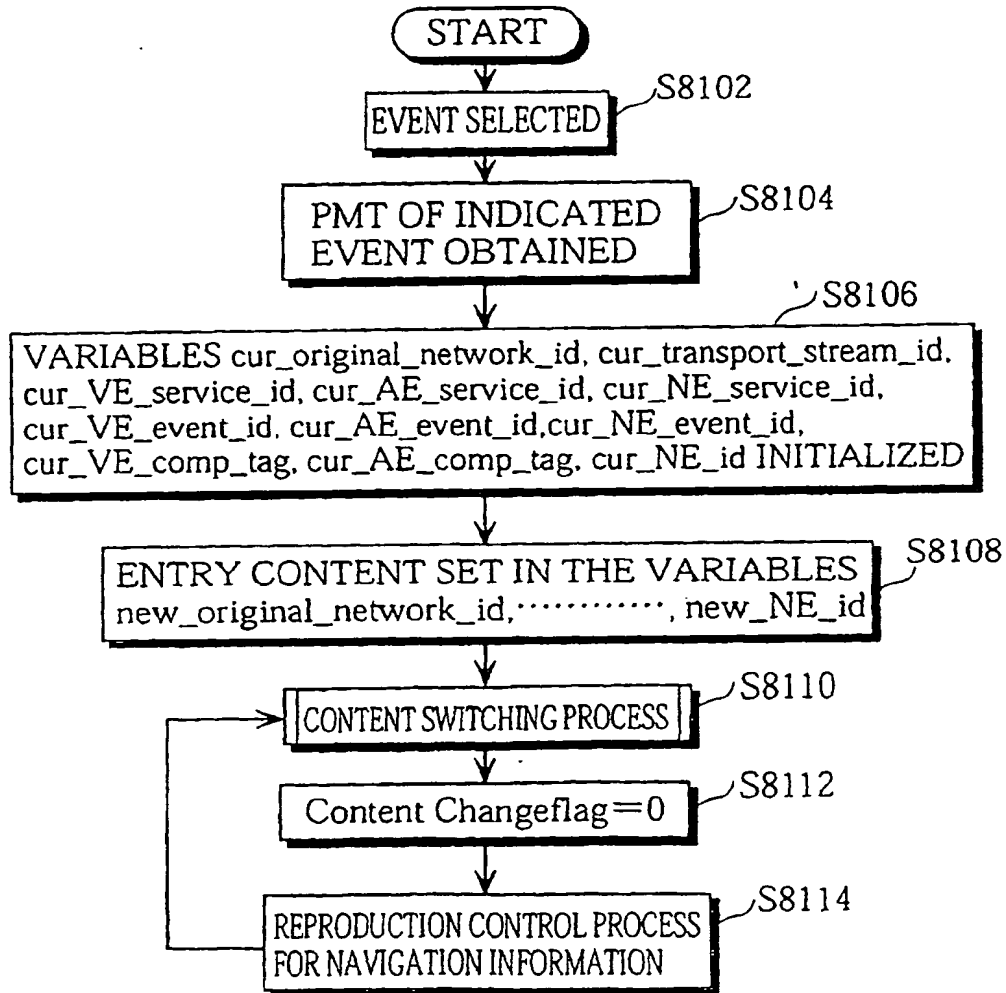 START
S8102
EVENT SELECTED
S8104
PMT OF INDICATED
EVENT OBTAINED
S8106
VARIABLES cur_original_network_id, cur_transport_stream_id,
cur_VE_service_id, cur_AE_service_id, cur_NE_service_id,
cur_VE_event_id, cur_AE_event_id,cur_NE_event_id,
cur_VE_comp_tag, cur_AE_comp_tag, cur_NE_id INITIALIZED
S8108
ENTRY CONTENT SET IN THE VARIABLES
new_original_network_id,·············, new_NE_id
S8110
CONTENT SWITCHING PROCESS
S8112
Content Changeflag=0
S8114
REPRODUCTION CONTROL PROCESS
FOR NAVIGATION INFORMATION